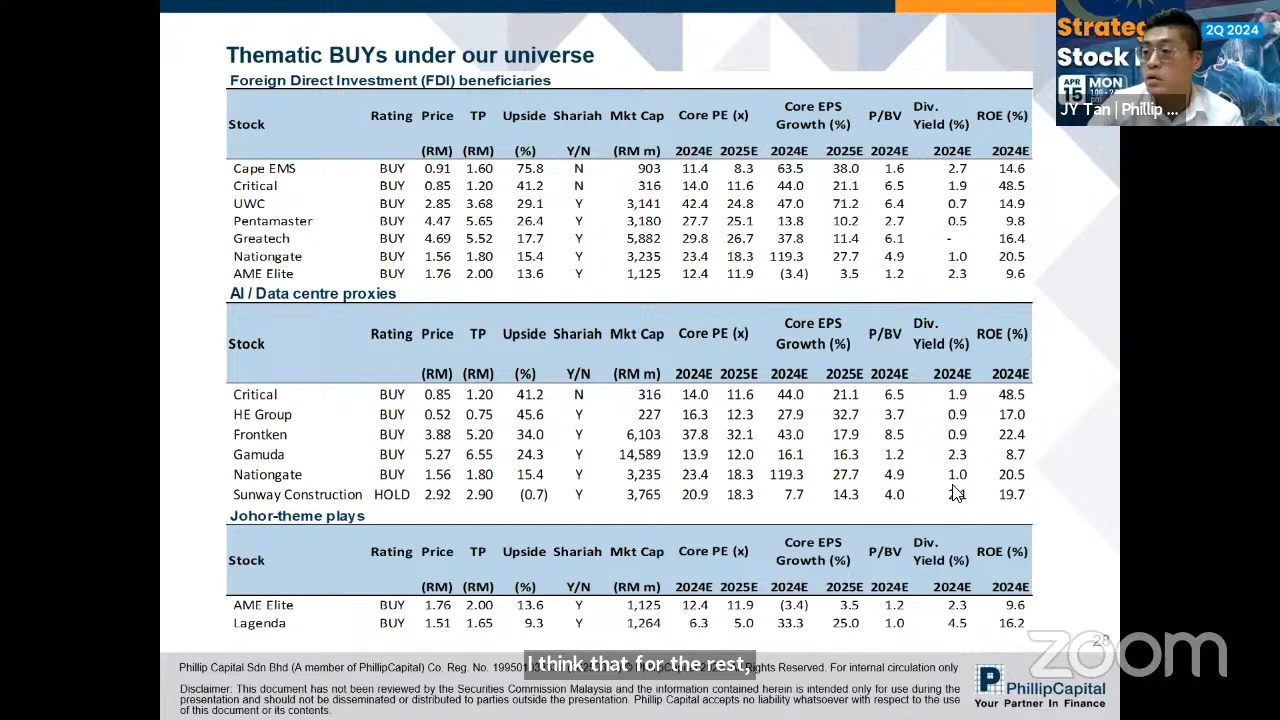 Thematic BUYs under our universe
Foreign Direct Investment (FDI) beneficiaries
Stock Rating Price TP Upside Shariah Mkt Cap Core PE (x) Core EPS Growth (%) P/BV Div. Yield (%) ROE (%)
(RM) (RM) (%) Y/N (RM m) 2024E 2025E 2024E 2025E 2024E 2024E 2024E
Cape EMS BUY 0.91 1.60 75.8 N 903 11.4 8.3 63.5 38.0 1.6 2.7 14.6
Critical BUY 0.85 1.20 41.2 N 316 14.0 11.6 44.0 21.1 6.5 1.9 48.5
UWC BUY 2.85 3.68 29.1 Y 3,141 42.4 24.8 47.0 71.2 6.4 0.7 14.9
Pentamaster BUY 4.47 5.65 26.4 Y 3,180 27.7 25.1 13.8 10.2 2.7 0.5 9.8
Greatech BUY 4.69 5.52 17.7 Y 5,882 29.8 26.7 37.8 11.4 6.1 - 16.4
Nationgate BUY 1.56 1.80 15.4 Y 3,235 23.4 18.3 119.3 27.7 4.9 1.0 20.5
AME Elite BUY 1.76 2.00 13.6 Y 1,125 12.4 11.9 (3.4) 3.5 1.2 2.3 9.6
AI / Data centre proxies
Stock Rating Price TP Upside Shariah Mkt Cap Core PE (x) Core EPS Growth (%) P/BV Div. Yield (%) ROE (%)
(RM) (RM) (%) Y/N (RM m) 2024E 2025E 2024E 2025E 2024E 2024E 2024E
Critical BUY 0.85 1.20 41.2 N 316 14.0 11.6 44.0 21.1 6.5 1.9 48.5
HE Group BUY 0.52 0.75 45.6 Y 227 16.3 12.3 27.9 32.7 3.7 0.9 17.0
Frontken BUY 3.88 5.20 34.0 Y 6,103 37.8 32.1 43.0 17.9 8.5 0.9 22.4
Gamuda BUY 5.27 6.55 24.3 Y 14,589 13.9 12.0 16.1 16.3 1.2 2.3 8.7
Nationgate BUY 1.56 1.80 15.4 Y 3,235 23.4 18.3 119.3 27.7 4.9 1.0 20.5
Sunway Construction HOLD 2.92 2.90 (0.7) Y 3,765 20.9 18.3 7.7 14.3 4.0 19.7
Johor-theme plays
Stock Rating Price TP Upside Shariah Mkt Cap Core PE (x) Core EPS Growth (%) P/BV Div. Yield (%) ROE (%)
(RM) (RM) (%) Y/N (RM m) 2024E 2025E 2024E 2025E 2024E 2024E 2024E
AME Elite BUY 1.76 2.00 13.6 Y 1,125 12.4 11.9 (3.4) 3.5 1.2 2.3 9.6
Lagenda BUY 1.51 1.65 9.3 Y 1,264 6.3 5.0 33.3 25.0 1.0 4.5 16.2
28
zoom
I think that for the rest,
Phillip Capital Sdn Bhd (A member of PhillipCapital) Co. Reg. No. Rights Reserved. For internal circulation only
Disclaimer: This document has not been reviewed by the Securities Commission Malaysia and the information contained herein is intended only for use during the
presentation and should not be disseminated or distributed to parties outside the presentation. Phillip Capital accepts no liability whatsoever with respect to the use
of this document or its contents.
PhillipCapital
Your Partner In Finance
Stock
2Q 2024
APR
15
MON
JY Tan | Phillip ...